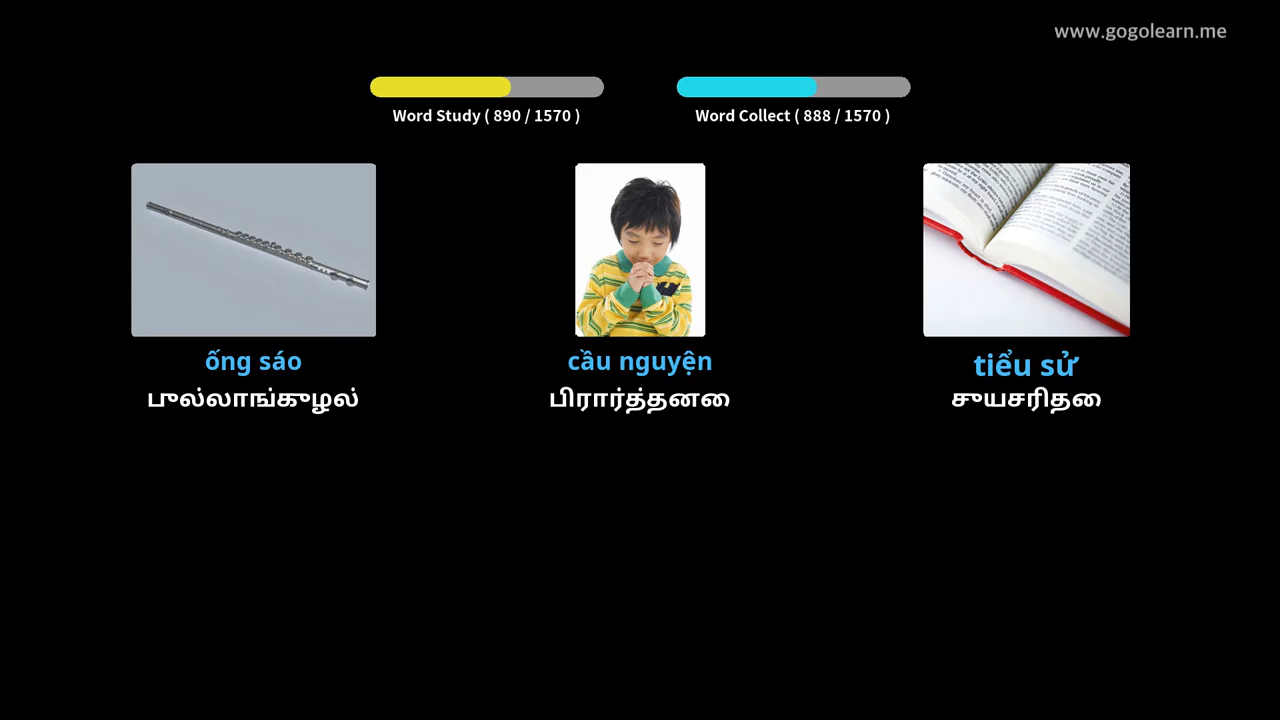 www.gogolearn.me
Word Study ( 890 / 1570 )
Word Collect ( 888 / 1570 )
ống sáo
cầu nguyện
tiểu sử
புல்லாங்குழல்
பிரார்த்தனை
சுயசரிதை